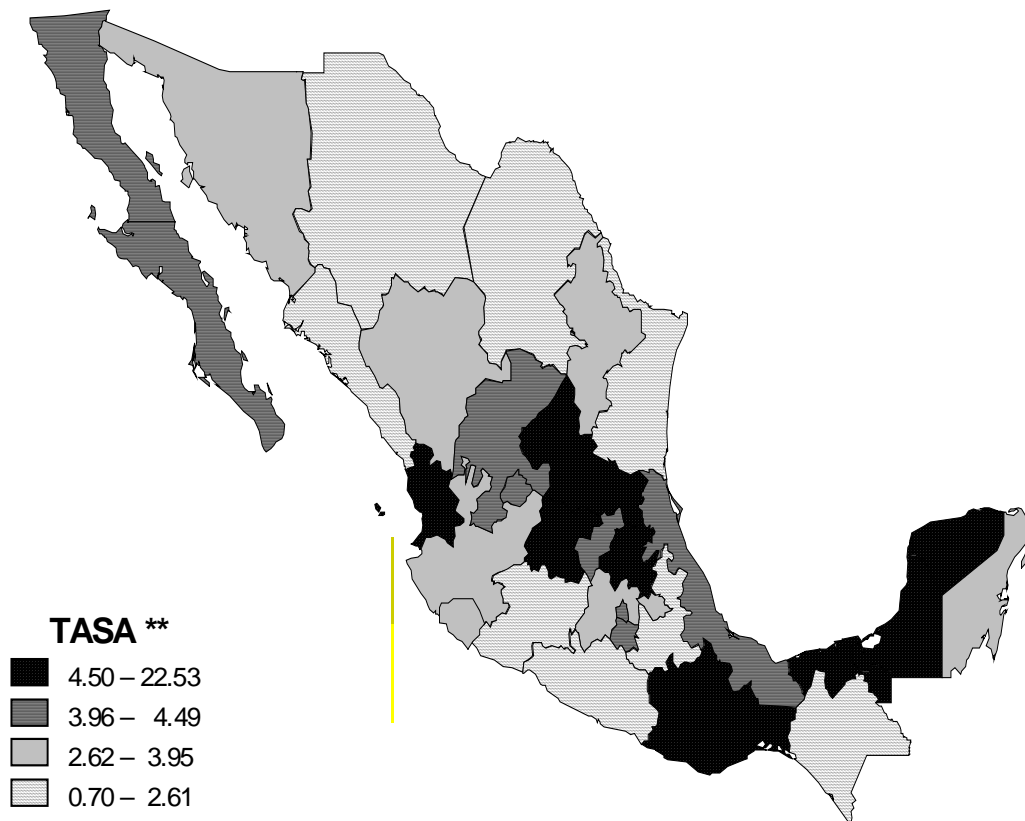 TASA **
4.50 – 22.53
3.96 – 4.49
2.62 – 3.95
0.70 – 2.61